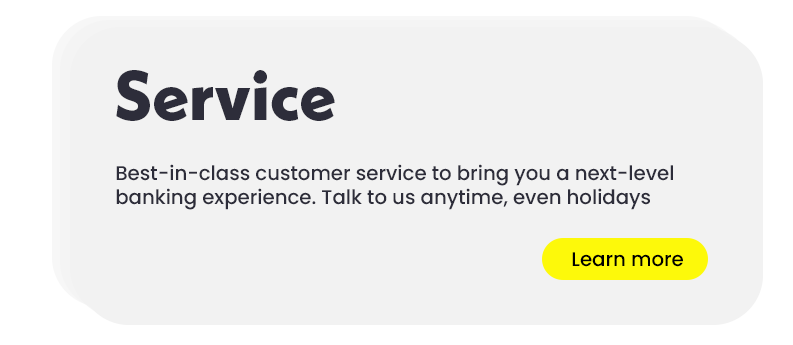 Service
Best-in-class customer service to bring you a next-level
banking experience. Talk to us anytime, even holidays
Learn more